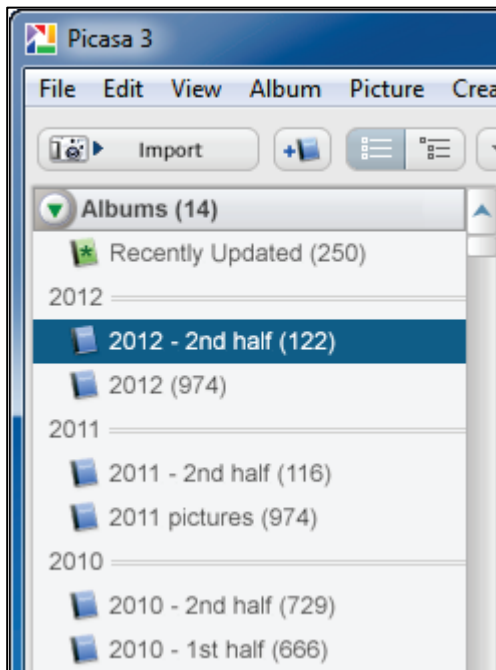 Picasa 3
File Edit View Album Picture Crea
Import
Albums (14)
Recently Updated (250)
2012
2012 - 2nd half (122)
2012 (974)
2011
2011 - 2nd half (116)
2011 pictures (974)
2010
2010 - 2nd half (729)
2010 - 1st half (666)